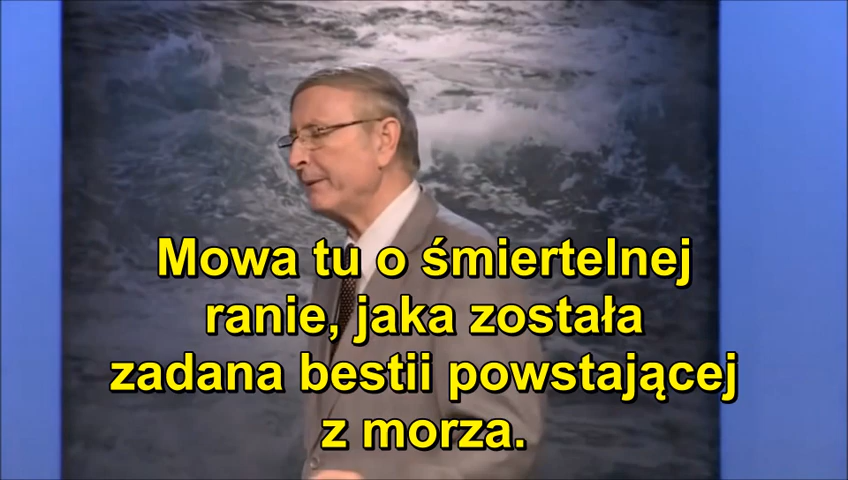 Mowa tu o śmiertelnej
ranie, jaka została
zadana bestii powstającej
z morza.